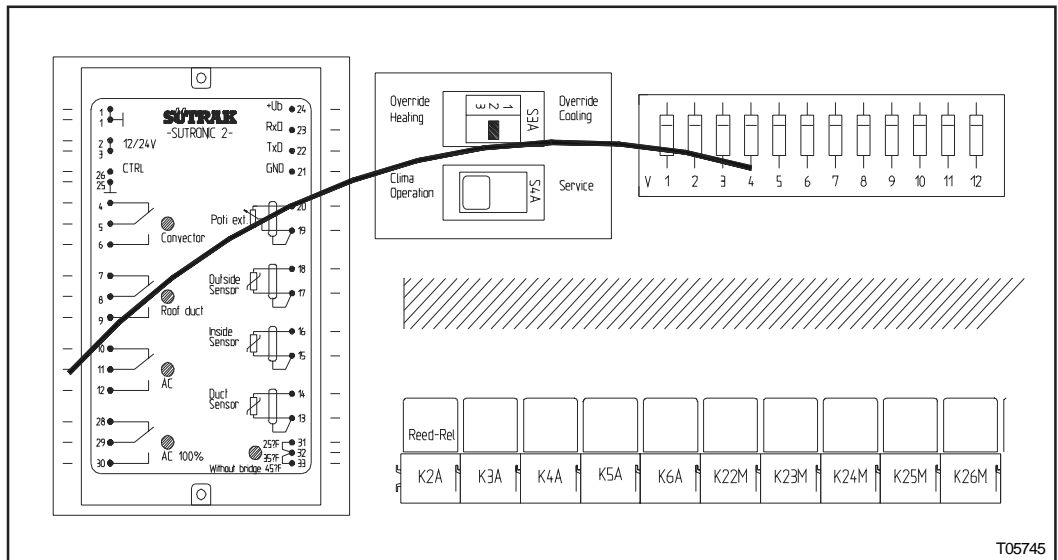 SUTRAK
-SUTRONIC 2-
1
1
2
3
12/24V
26
CTRL
25
4
5
Convector
6
7
8
Roof duct
9
10
11
AC
12
28
29
AC 100%
30
+Ub 24
RxD 23
TxD 22
GND 21
20
Poti ext.
19
18
Outside
Sensor
17
16
Inside
Sensor
15
14
Duct
Sensor
13
25?F 31
32
35?F
Without bridge 45?F 33
Override
Heating
1 2 3
S3A
Override
Cooling
Clima
Operation
S4A
Service
V 1 2 3 4 5 6 7 8 9 10 11 12
Reed-Rel
K2A K3A K4A K5A K6A K22M K23M K24M K25M K26M
T05745